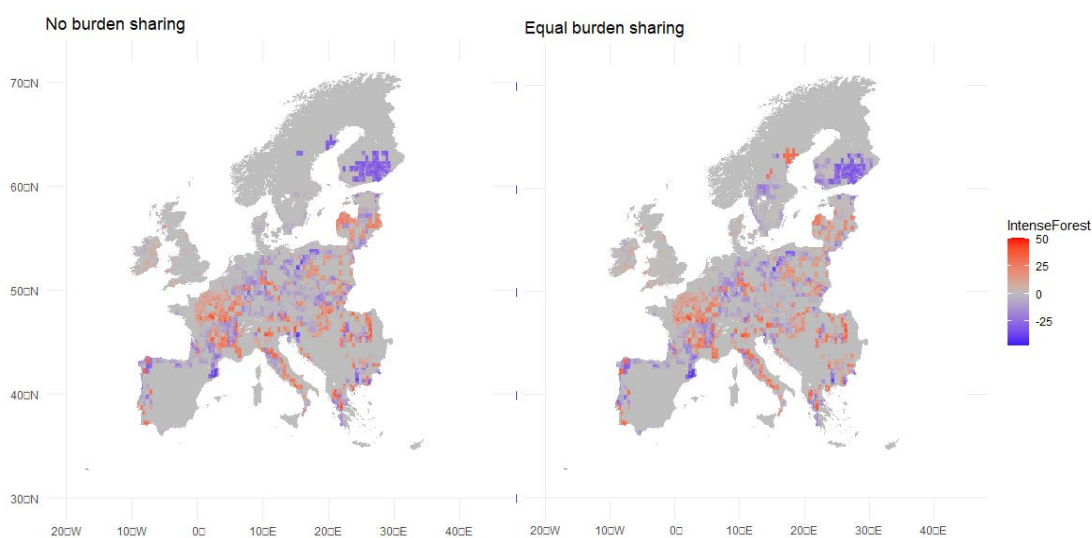 No burden sharing
Equal burden sharing
70□N
60□N
50□N
40□N
30□N
20□W
10□W
0□
10□E
20□E
30□E
40□E
20□W
10□W
0□
10□E
20□E
30□E
40□E
IntenseForest
50
25
0
-25